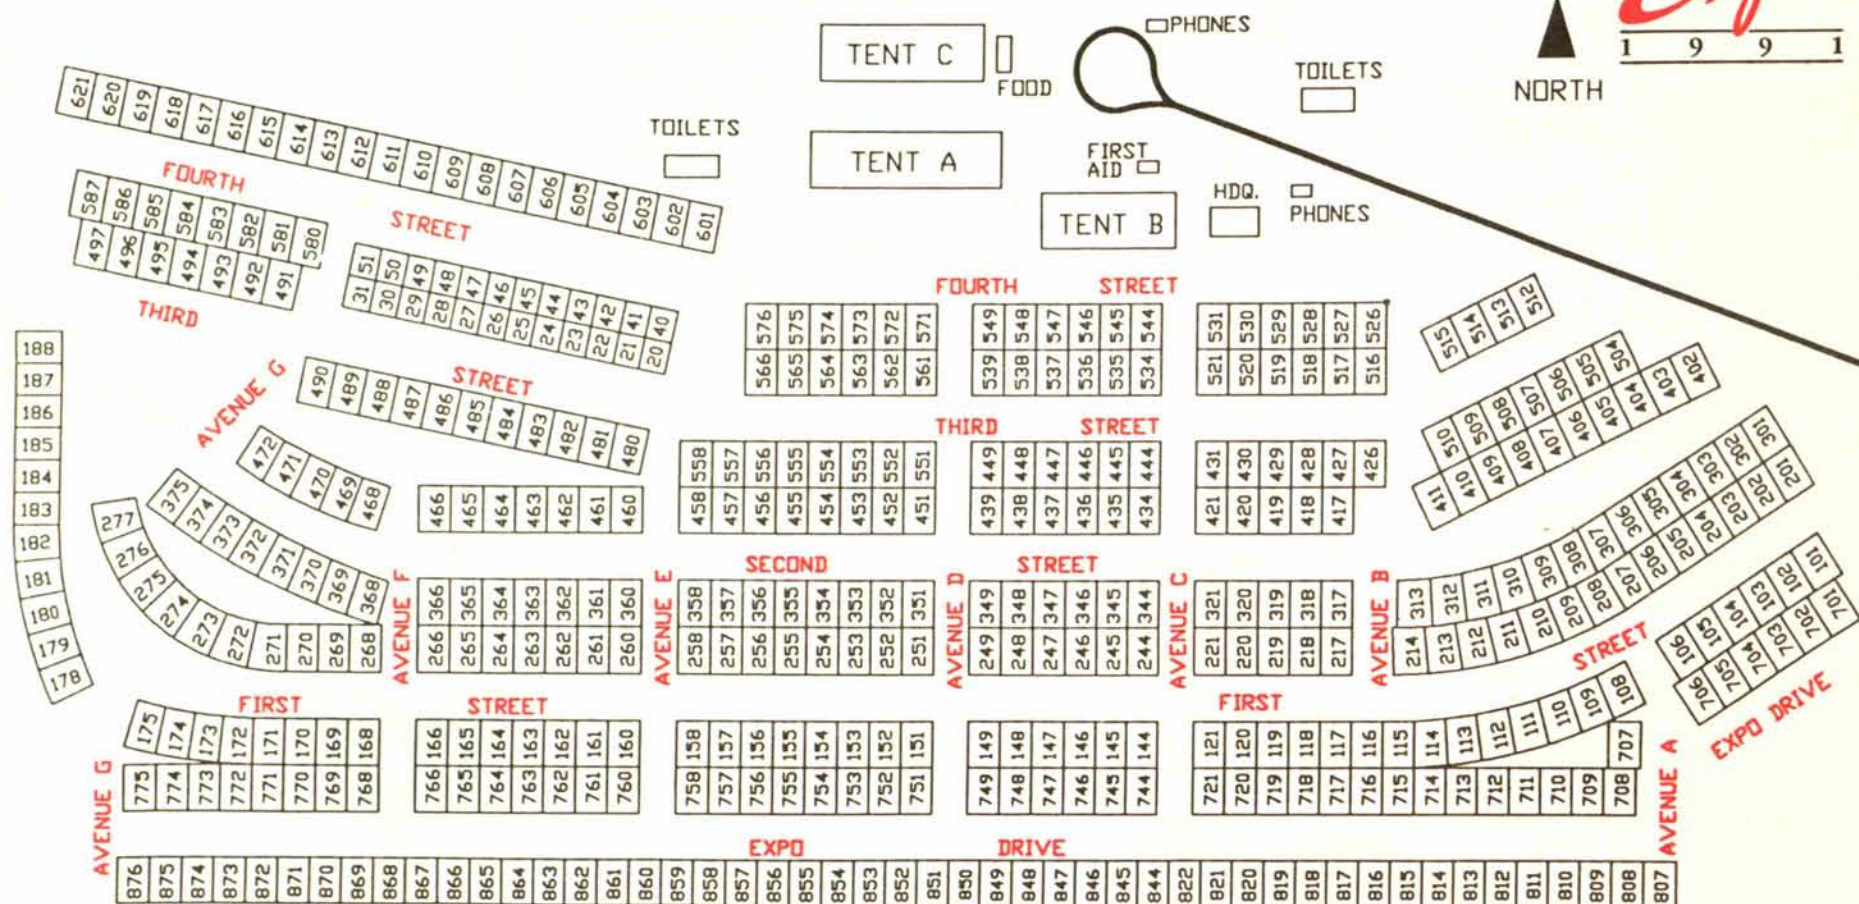 PHONES
TENT C
FOOD
TOILETS
NORTH
1 9 9 1
TOILETS
TENT A
FIRST
AID
HDQ.
PHONES
TENT B
621 620 619 618 617 616 615 614 613 612 611 610 609 608 607 606 605 604 603 602 601
FOURTH STREET
587 586 585 584 583 582 581 580
497 496 495 494 493 492 491
51 50 49 48 47 46 45 44 43 42 41 40
31 30 29 28 27 26 25 24 23 22 21 20
THIRD STREET
FOURTH STREET
576 575 574 573 572 571
566 565 564 563 562 561
549 548 547 546 545 544
539 538 537 536 535 534
531 530 529 528 527 526
521 520 519 518 517 516
515 514 513 512
510 509 508 507 506 505 504
411 410 409 408 407 406 405 404 403 402
188
187
186
185
184
183
182
181
180
179
178
AVENUE G
490 489 488 487 486 485 484 483 482 481 480
472 471 470 469 468
466 465 464 463 462 461 460
THIRD STREET
558 557 556 555 554 553 552 551
458 457 456 455 454 453 452 451
449 448 447 446 445 444
439 438 437 436 435 434
431 430 429 428 427 426
421 420 419 418 417
375 374 373 372 371 370 369 368
277 276 275 274 273 272 271 270 269 268
SECOND STREET
AVENUE F
366 365 364 363 362 361 360
266 265 264 263 262 261 260
AVENUE E
358 357 356 355 354 353 352 351
258 257 256 255 254 253 252 251
AVENUE D
349 348 347 346 345 344
249 248 247 246 245 244
AVENUE C
321 320 319 318 317
221 220 219 218 217
AVENUE B
313 312 311 310 309 308 307 306 305 304 303 302 301
214 213 212 211 210 209 208 207 206 205 204 203 202 201
106 105 104 103 102 101
706 705 704 703 702 701
STREET
EXPO DRIVE
FIRST STREET
FIRST
175 174 173 172 171 170 169 168
775 774 773 772 771 770 769 768
166 165 164 163 162 161 160
766 765 764 763 762 761 760
158 157 156 155 154 153 152 151
758 757 756 755 754 753 752 751
149 148 147 146 145 144
749 748 747 746 745 744
121 120 119 118 117 116 115 114 113 112 111 110 109 108
707
721 720 719 718 717 716 715 714 713 712 711 710 709 708
AVENUE G
AVENUE A
EXPO DRIVE
876 875 874 873 872 871 870 869 868 867 866 865 864 863 862 861 860 859 858 857 856 855 854 853 852 851 850 849 848 847 846 845 844 822 821 820 819 818 817 816 815 814 813 812 811 810 809 808 807